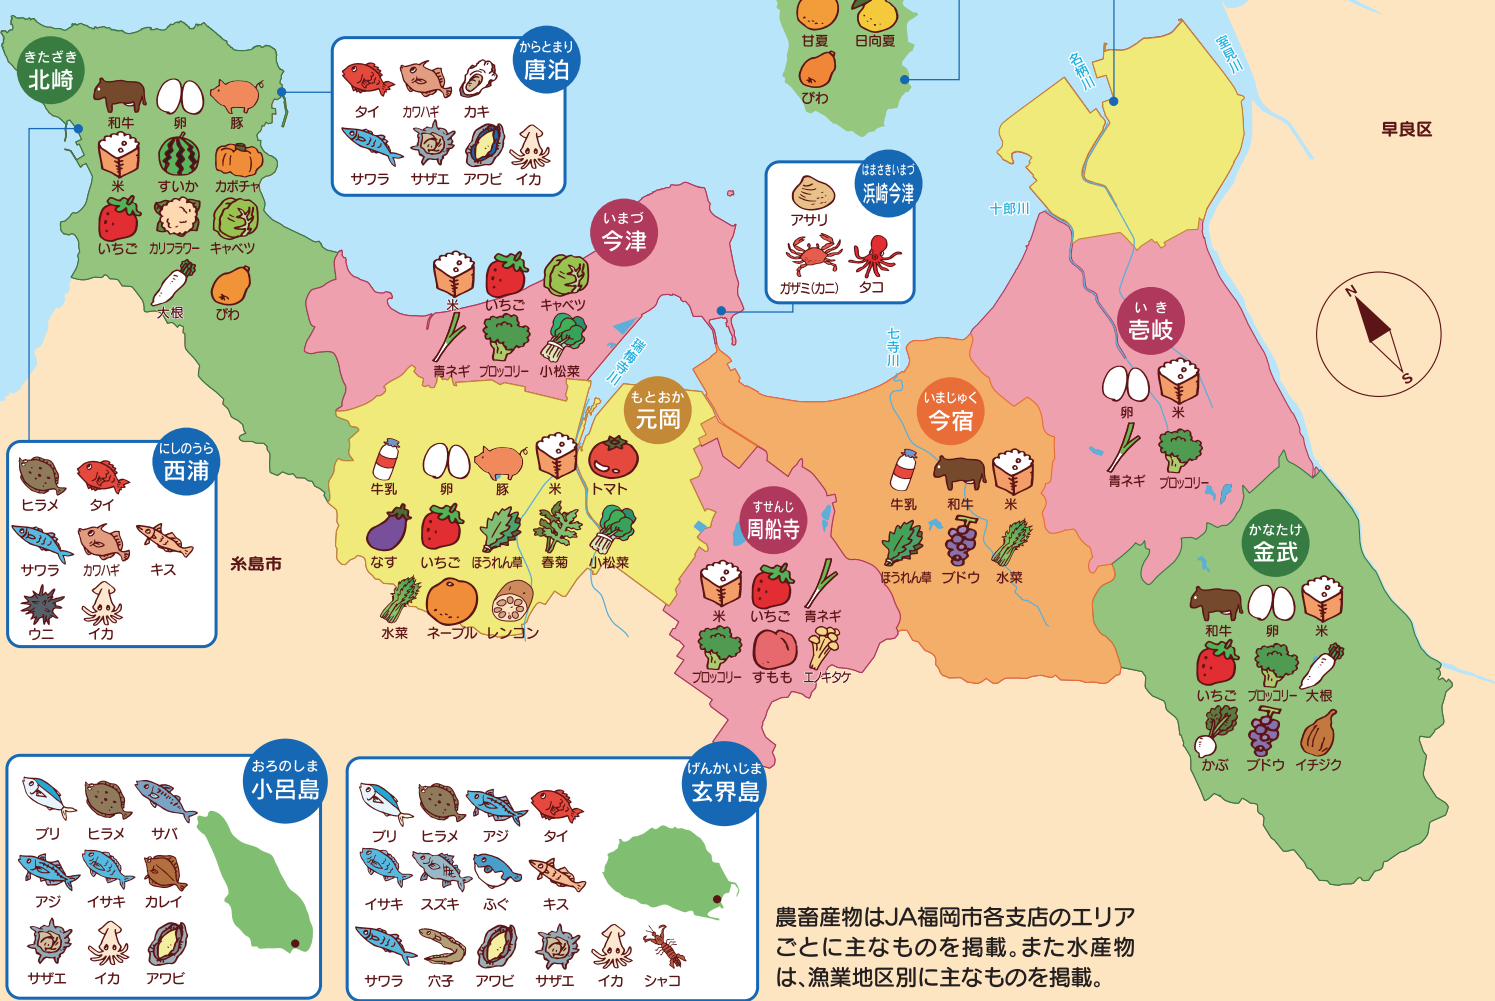 きたざき
北崎
和牛 卵 豚
米 すいか カボチャ
いちご カリフラワー キャベツ
大根 びわ
からとまり
唐泊
タイ カワハギ カキ
サワラ サザエ アワビ イカ
甘夏 日向夏
びわ
名柄川
室見川
早良区
十郎川
はまさきいまづ
浜崎今津
アサリ
ガザミ(カニ) タコ
いまづ
今津
米 いちご キャベツ
青ネギ ブロッコリー 小松菜
瑞梅寺川
七寺川
いき
壱岐
卵 米
青ネギ ブロッコリー
N
S
にしのうら
西浦
ヒラメ タイ
サワラ カワハギ キス
ウニ イカ
糸島市
もとおか
元岡
牛乳 卵 豚 米 トマト
なす いちご ほうれん草 春菊 小松菜
水菜 ネーブル レンコン
すせんじ
周船寺
米 いちご 青ネギ
ブロッコリー すもも エノキタケ
いまじゅく
今宿
牛乳 和牛 米
ほうれん草 ブドウ 水菜
かなたけ
金武
和牛 卵 米
いちご ブロッコリー 大根
かぶ ブドウ イチジク
おろのしま
小呂島
ブリ ヒラメ サバ
アジ イサキ カレイ
サザエ イカ アワビ
げんかいじま
玄界島
ブリ ヒラメ アジ タイ
イサキ スズキ ふぐ キス
サワラ 穴子 アワビ サザエ イカ シャコ
農畜産物はJA福岡市各支店のエリア
ごとに主なものを掲載。また水産物
は、漁業地区別に主なものを掲載。